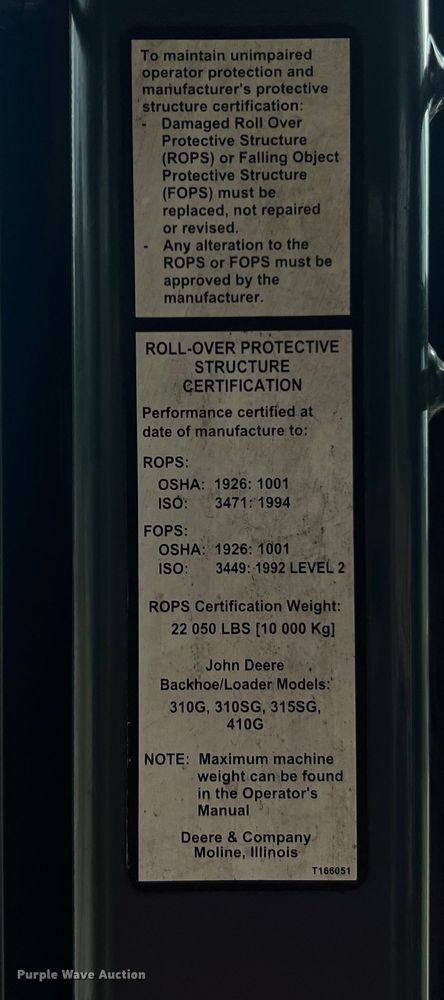 To maintain unimpaired
operator protection and
manufacturer's protective
structure certification:
- Damaged Roll Over
Protective Structure
(ROPS) or Falling Object
Protective Structure
(FOPS) must be
replaced, not repaired
or revised.
- Any alteration to the
ROPS or FOPS must be
approved by the
manufacturer.
ROLL-OVER PROTECTIVE
STRUCTURE
CERTIFICATION
Performance certified at
date of manufacture to:
ROPS:
OSHA: 1926: 1001
ISO: 3471: 1994
FOPS:
OSHA: 1926: 1001
ISO: 3449: 1992 LEVEL 2
ROPS Certification Weight:
22 050 LBS [10 000 Kg]
John Deere
Backhoe/Loader Models:
310G, 310SG, 315SG,
410G
NOTE: Maximum machine
weight can be found
in the Operator's
Manual
Deere & Company
Moline, Illinois
T166051
Purple Wave Auction